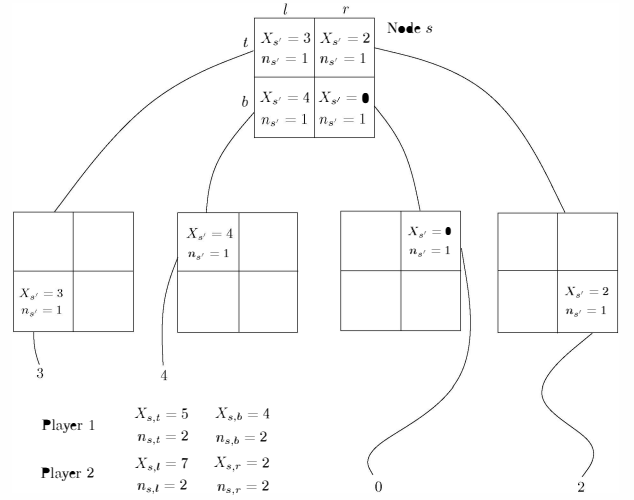 l r
Node s
t X_{s'} = 3 X_{s'} = 2
n_{s'} = 1 n_{s'} = 1
b X_{s'} = 4 X_{s'} = 0
n_{s'} = 1 n_{s'} = 1
X_{s'} = 4 X_{s'} = 0
n_{s'} = 1 n_{s'} = 1
X_{s'} = 3 X_{s'} = 2
n_{s'} = 1 n_{s'} = 1
3 4
Player 1 X_{s,t} = 5 X_{s,b} = 4
n_{s,t} = 2 n_{s,b} = 2
Player 2 X_{s,l} = 7 X_{s,r} = 2
n_{s,l} = 2 n_{s,r} = 2
0 2